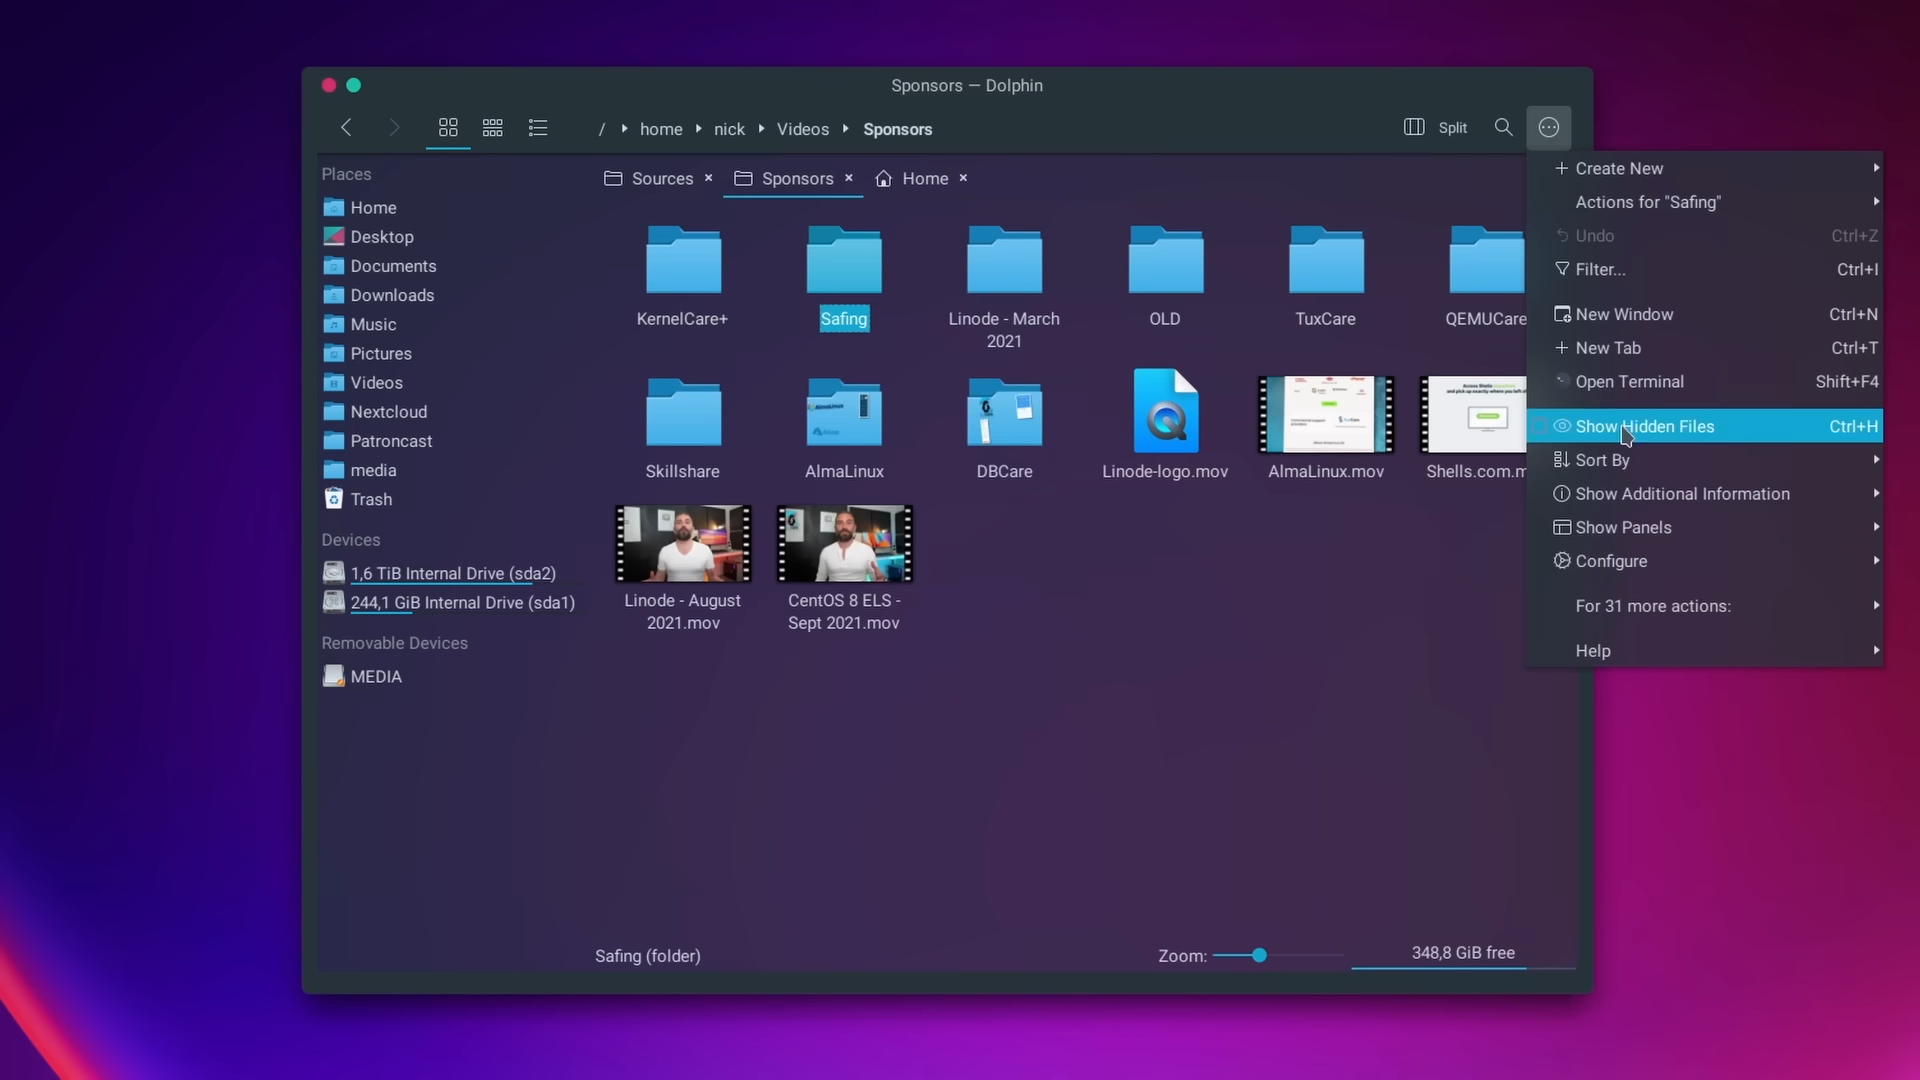 Sponsors — Dolphin
/ home nick Videos Sponsors
Split
Places
Home
Desktop
Documents
Downloads
Music
Pictures
Videos
Nextcloud
Patroncast
media
Trash
Devices
1,6 TiB Internal Drive (sda2)
244,1 GiB Internal Drive (sda1)
Removable Devices
MEDIA
Sources × Sponsors × Home ×
KernelCare+
Safing
Linode - March
2021
OLD
TuxCare
QEMUCare
Skillshare
AlmaLinux
DBCare
Linode-logo.mov
AlmaLinux.mov
Shells.com.m
Linode - August
2021.mov
CentOS 8 ELS -
Sept 2021.mov
Create New
Actions for "Safing"
Undo Ctrl+Z
Filter... Ctrl+I
New Window Ctrl+N
New Tab Ctrl+T
Open Terminal Shift+F4
Show Hidden Files Ctrl+H
Sort By
Show Additional Information
Show Panels
Configure
For 31 more actions:
Help
Safing (folder)
Zoom:
348,8 GiB free